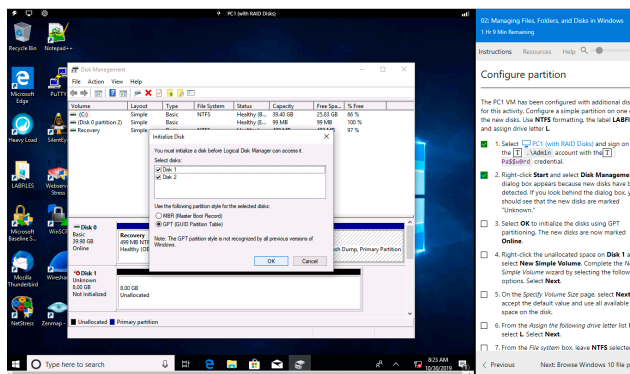 PC1 (with RAID Disks)
Recycle Bin
Notepad++
Microsoft Edge
PuTTY
Heavy Load
LABFILES
Webserv Stress
Microsoft Baseline S...
WinSCP
Mozilla Thunderbird
Wiresha
NetStress
Zenmap -
Disk Management
File Action View Help
Volume Layout Type File System Status Capacity Free Spa... % Free
(C:) Simple Basic NTFS Healthy (B... 39.40 GB 25.83 GB 66 %
(Disk 0 partition 2) Simple Basic Healthy (E... 99 MB 99 MB 100 %
Recovery Simple Basic NTFS 97 %
Initialize Disk
You must initialize a disk before Logical Disk Manager can access it.
Select disks:
Disk 1
Disk 2
Use the following partition style for the selected disks:
MBR (Master Boot Record)
GPT (GUID Partition Table)
Note: The GPT partition style is not recognized by all previous versions of
Windows.
OK Cancel
Disk 0
Basic
39.98 GB
Online
Recovery
499 MB NTF
Healthy (OE
sh Dump, Primary Partition)
Disk 1
Unknown
8.00 GB
Not Initialized
8.00 GB
Unallocated
Unallocated Primary partition
Type here to search
8:23 AM
10/30/2019
02: Managing Files, Folders, and Disks in Windows
1 Hr 9 Min Remaining
Instructions Resources Help
Configure partition
The PC1 VM has been configured with additional dis
for this activity. Configure a simple partition on one
the new disks. Use NTFS formatting, the label LABFI
and assign drive letter L.
1. Select PC1 (with RAID Disks) and sign on
the .\Admin account with the
Pa$$w0rd credential.
2. Right-click Start and select Disk Manageme
dialog box appears because new disks have b
detected. If you look behind the dialog box, y
should see that the new disks are marked
"Unknown."
3. Select OK to initialize the disks using GPT
partitioning. The new disks are now marked
Online.
4. Right-click the unallocated space on Disk 1 a
select New Simple Volume. Complete the Ne
Simple Volume wizard by selecting the follow
options. Select Next.
5. On the Specify Volume Size page, select Next
accept the default value and use all available
space on the disk.
6. From the Assign the following drive letter list
select L. Select Next.
7. From the File system box, leave NTFS selecte
Previous Next: Browse Windows 10 file p